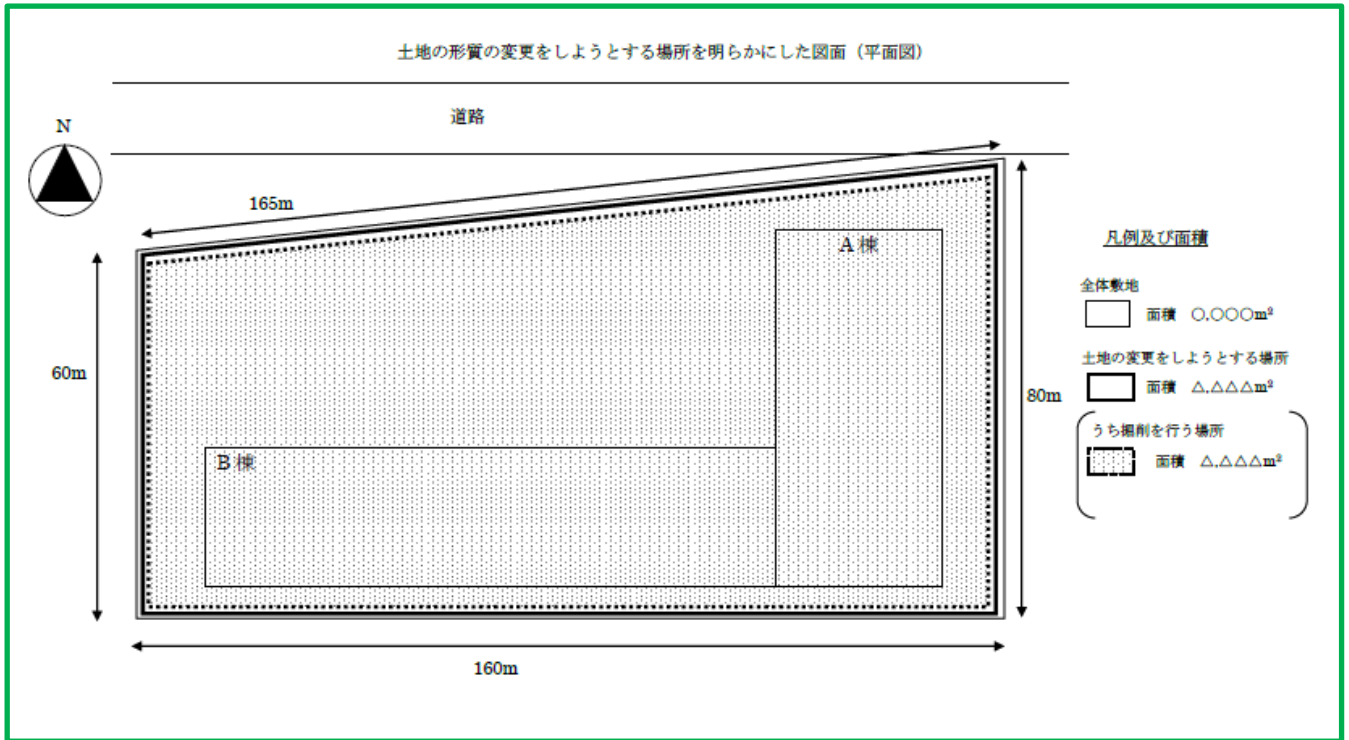 土地の形質の変更をしようとする場所を明らかにした図面（平面図）
道路
N
165m
A棟
60m
B棟
80m
160m
凡例及び面積
全体敷地
面積　○,○○○m²
土地の変更をしようとする場所
面積　△,△△△m²
うち掘削を行う場所
面積　△,△△△m²